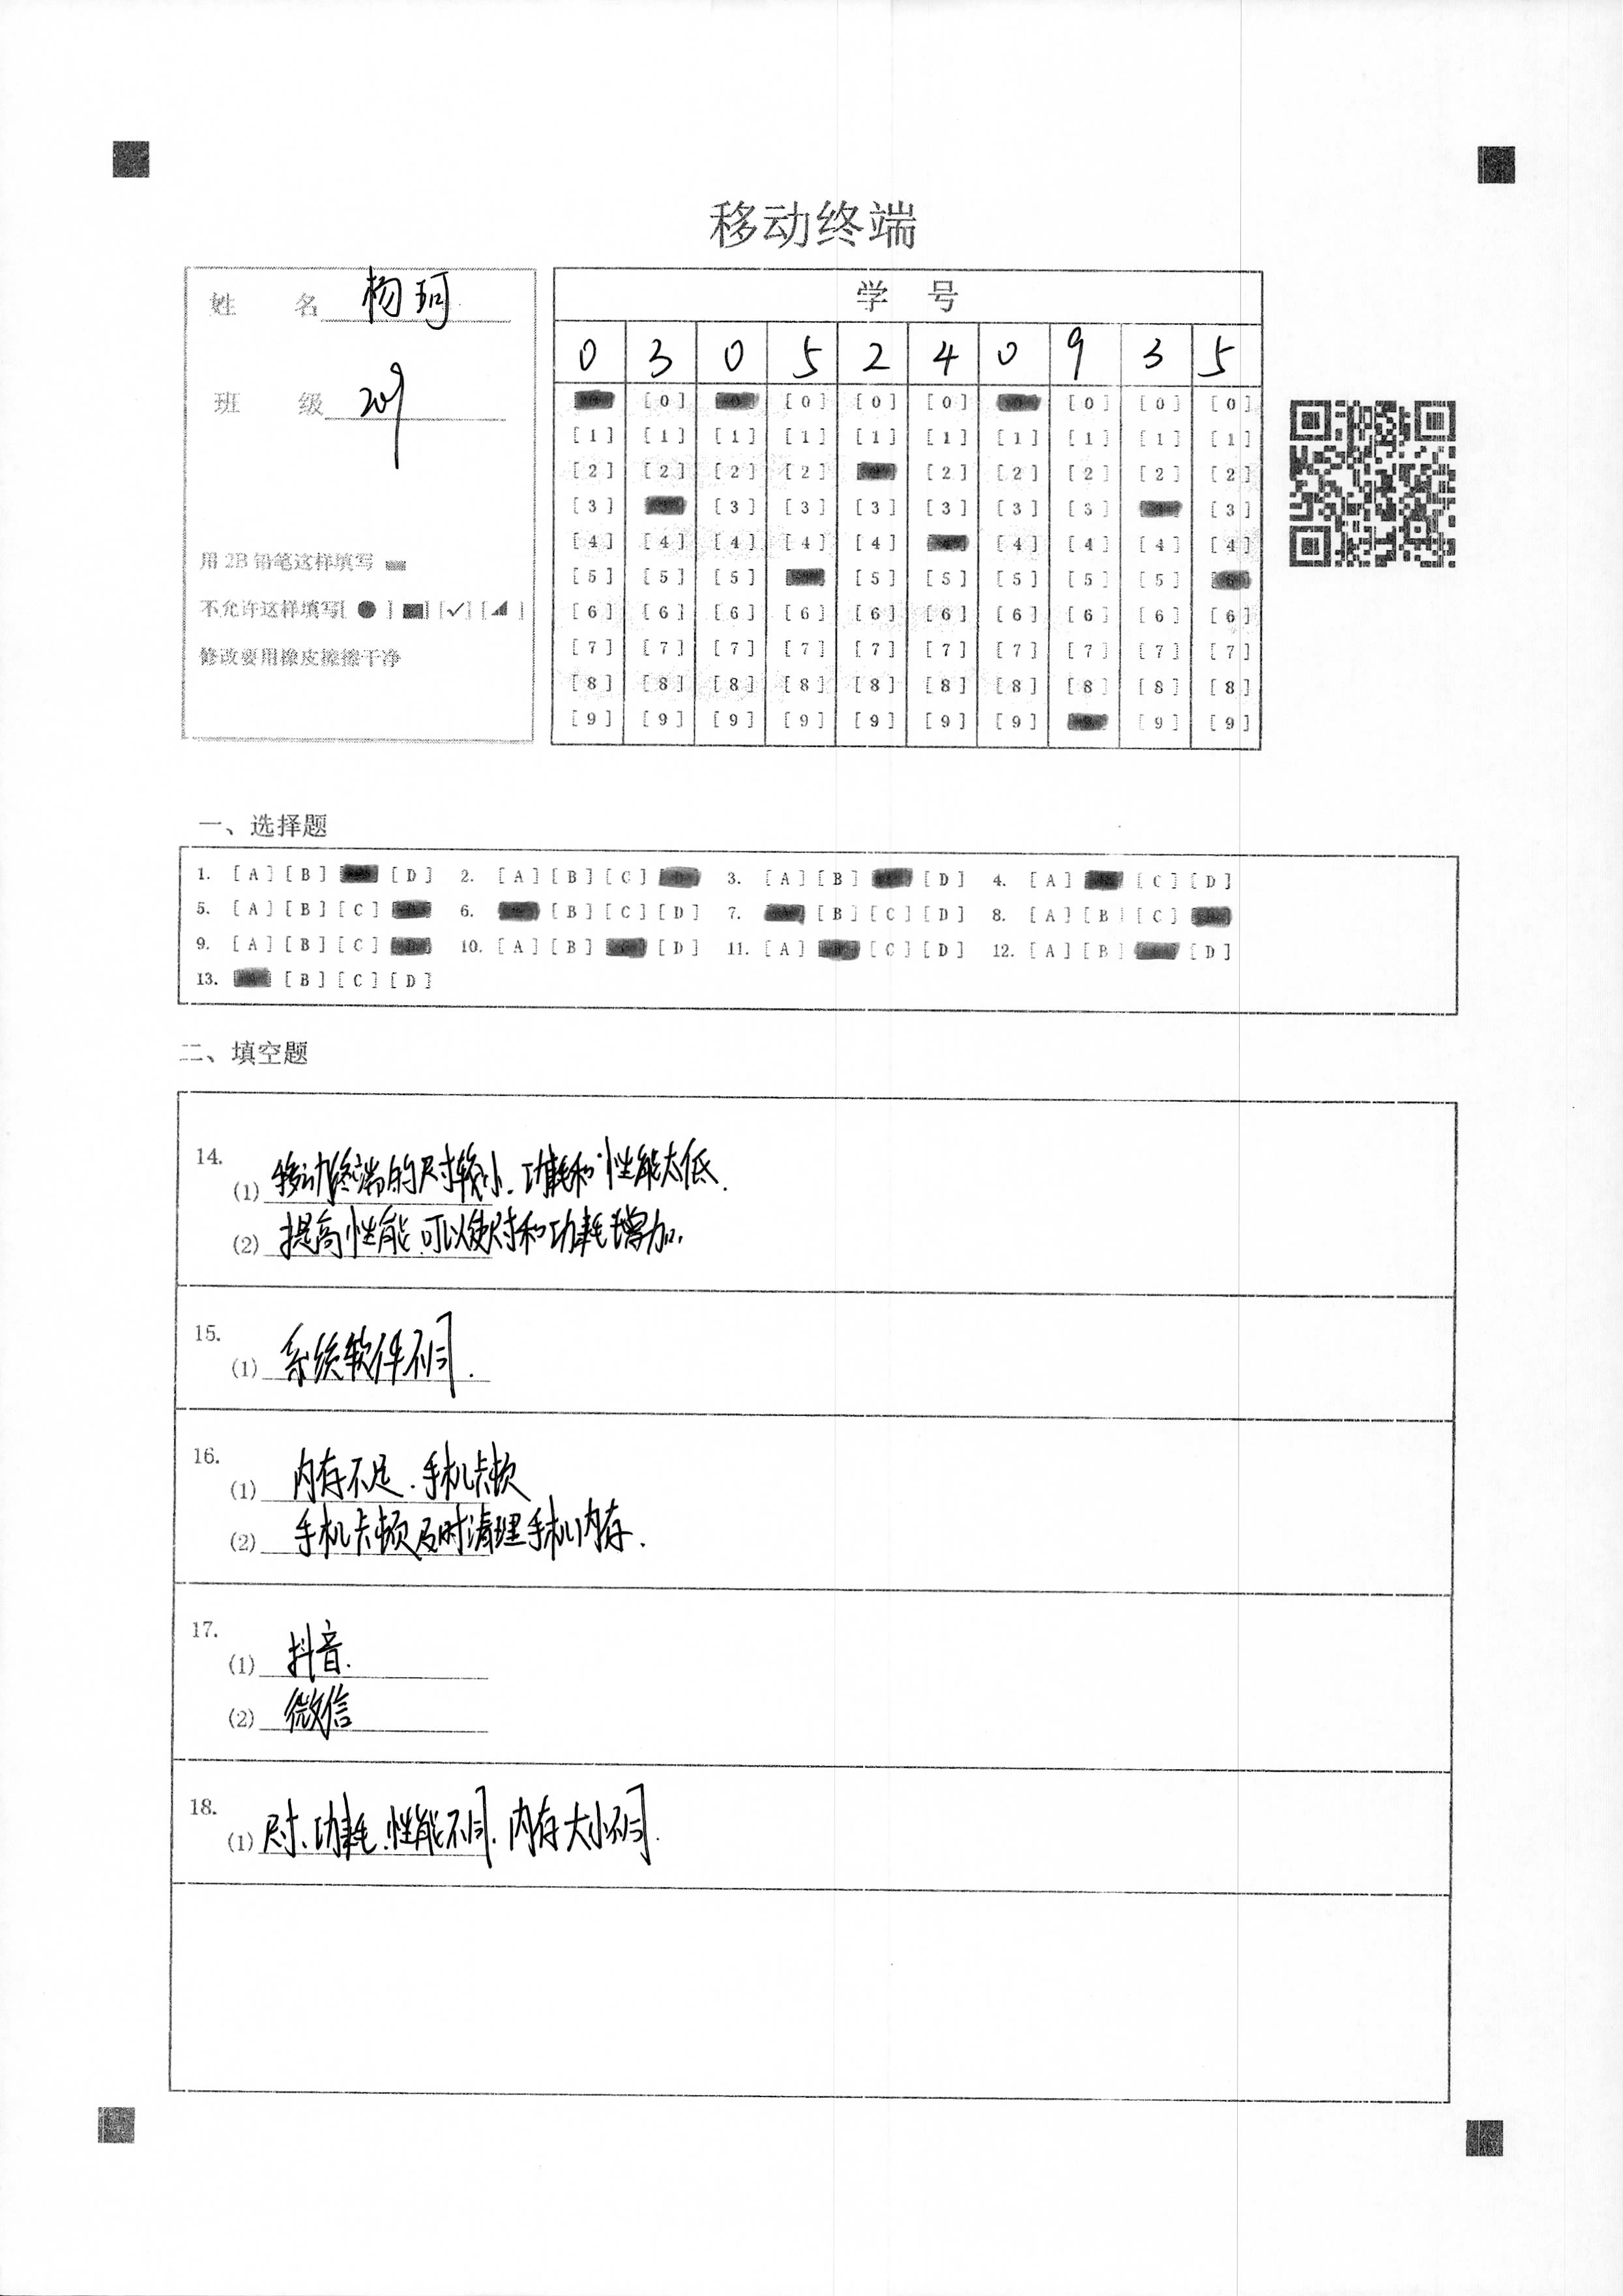 移动终端
姓 名 杨珂
班 级 209
用 2B 铅笔这样填写
不允许这样填写[ ● ] [✓] [ ]
修改要用橡皮擦擦干净
学 号
0 3 0 5 2 4 0 9 3 5
[0] [0] [0] [0] [0] [0] [0]
[1] [1] [1] [1] [1] [1] [1] [1] [1] [1]
[2] [2] [2] [2] [2] [2] [2] [2] [2]
[3] [3] [3] [3] [3] [3] [3] [3]
[4] [4] [4] [4] [4] [4] [4] [4] [4]
[5] [5] [5] [5] [5] [5] [5] [5]
[6] [6] [6] [6] [6] [6] [6] [6] [6] [6]
[7] [7] [7] [7] [7] [7] [7] [7] [7] [7]
[8] [8] [8] [8] [8] [8] [8] [8] [8] [8]
[9] [9] [9] [9] [9] [9] [9] [9] [9]
一、选择题
1. [A] [B] [D] 2. [A] [B] [C] 3. [A] [B] [D] 4. [A] [C] [D]
5. [A] [B] [C] 6. [B] [C] [D] 7. [B] [C] [D] 8. [A] [B] [C]
9. [A] [B] [C] 10. [A] [B] [D] 11. [A] [C] [D] 12. [A] [B] [D]
13. [B] [C] [D]
二、填空题
14.
(1) 移动终端的尺寸较小. 功耗和性能太低.
(2) 提高性能 可以使尺寸和功耗增加.
15.
(1) 系统软件不同.
16.
(1) 内存不足. 手机卡顿
(2) 手机卡顿及时清理手机内存.
17.
(1) 抖音.
(2) 微信
18.
(1) 尺寸、功耗、性能不同. 内存大小不同.